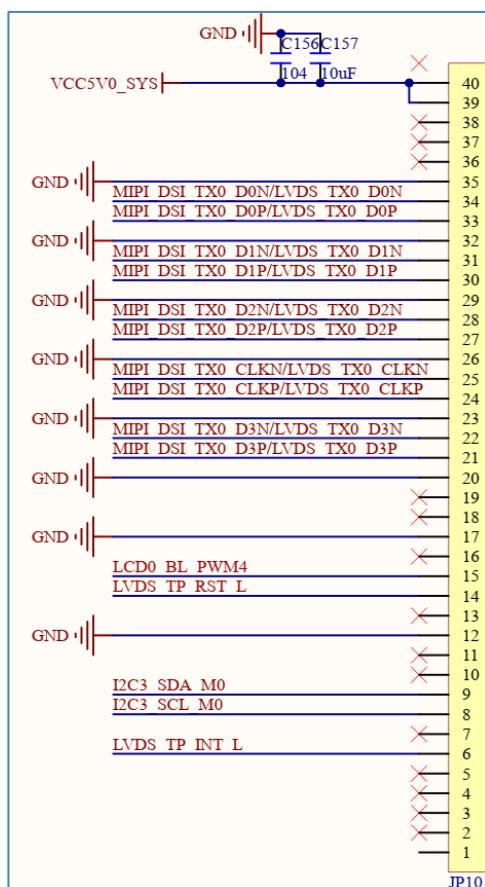 GND
C156 C157
104 10uF
VCC5V0_SYS
40
39
38
37
36
GND 35
MIPI_DSI_TX0_D0N/LVDS_TX0_D0N 34
MIPI_DSI_TX0_D0P/LVDS_TX0_D0P 33
GND 32
MIPI_DSI_TX0_D1N/LVDS_TX0_D1N 31
MIPI_DSI_TX0_D1P/LVDS_TX0_D1P 30
GND 29
MIPI_DSI_TX0_D2N/LVDS_TX0_D2N 28
MIPI_DSI_TX0_D2P/LVDS_TX0_D2P 27
GND 26
MIPI_DSI_TX0_CLKN/LVDS_TX0_CLKN 25
MIPI_DSI_TX0_CLKP/LVDS_TX0_CLKP 24
GND 23
MIPI_DSI_TX0_D3N/LVDS_TX0_D3N 22
MIPI_DSI_TX0_D3P/LVDS_TX0_D3P 21
GND 20
19
18
GND 17
16
LCD0_BL_PWM4 15
LVDS_TP_RST_L 14
13
GND 12
11
10
I2C3_SDA_M0 9
I2C3_SCL_M0 8
7
LVDS_TP_INT_L 6
5
4
3
2
1
JP10